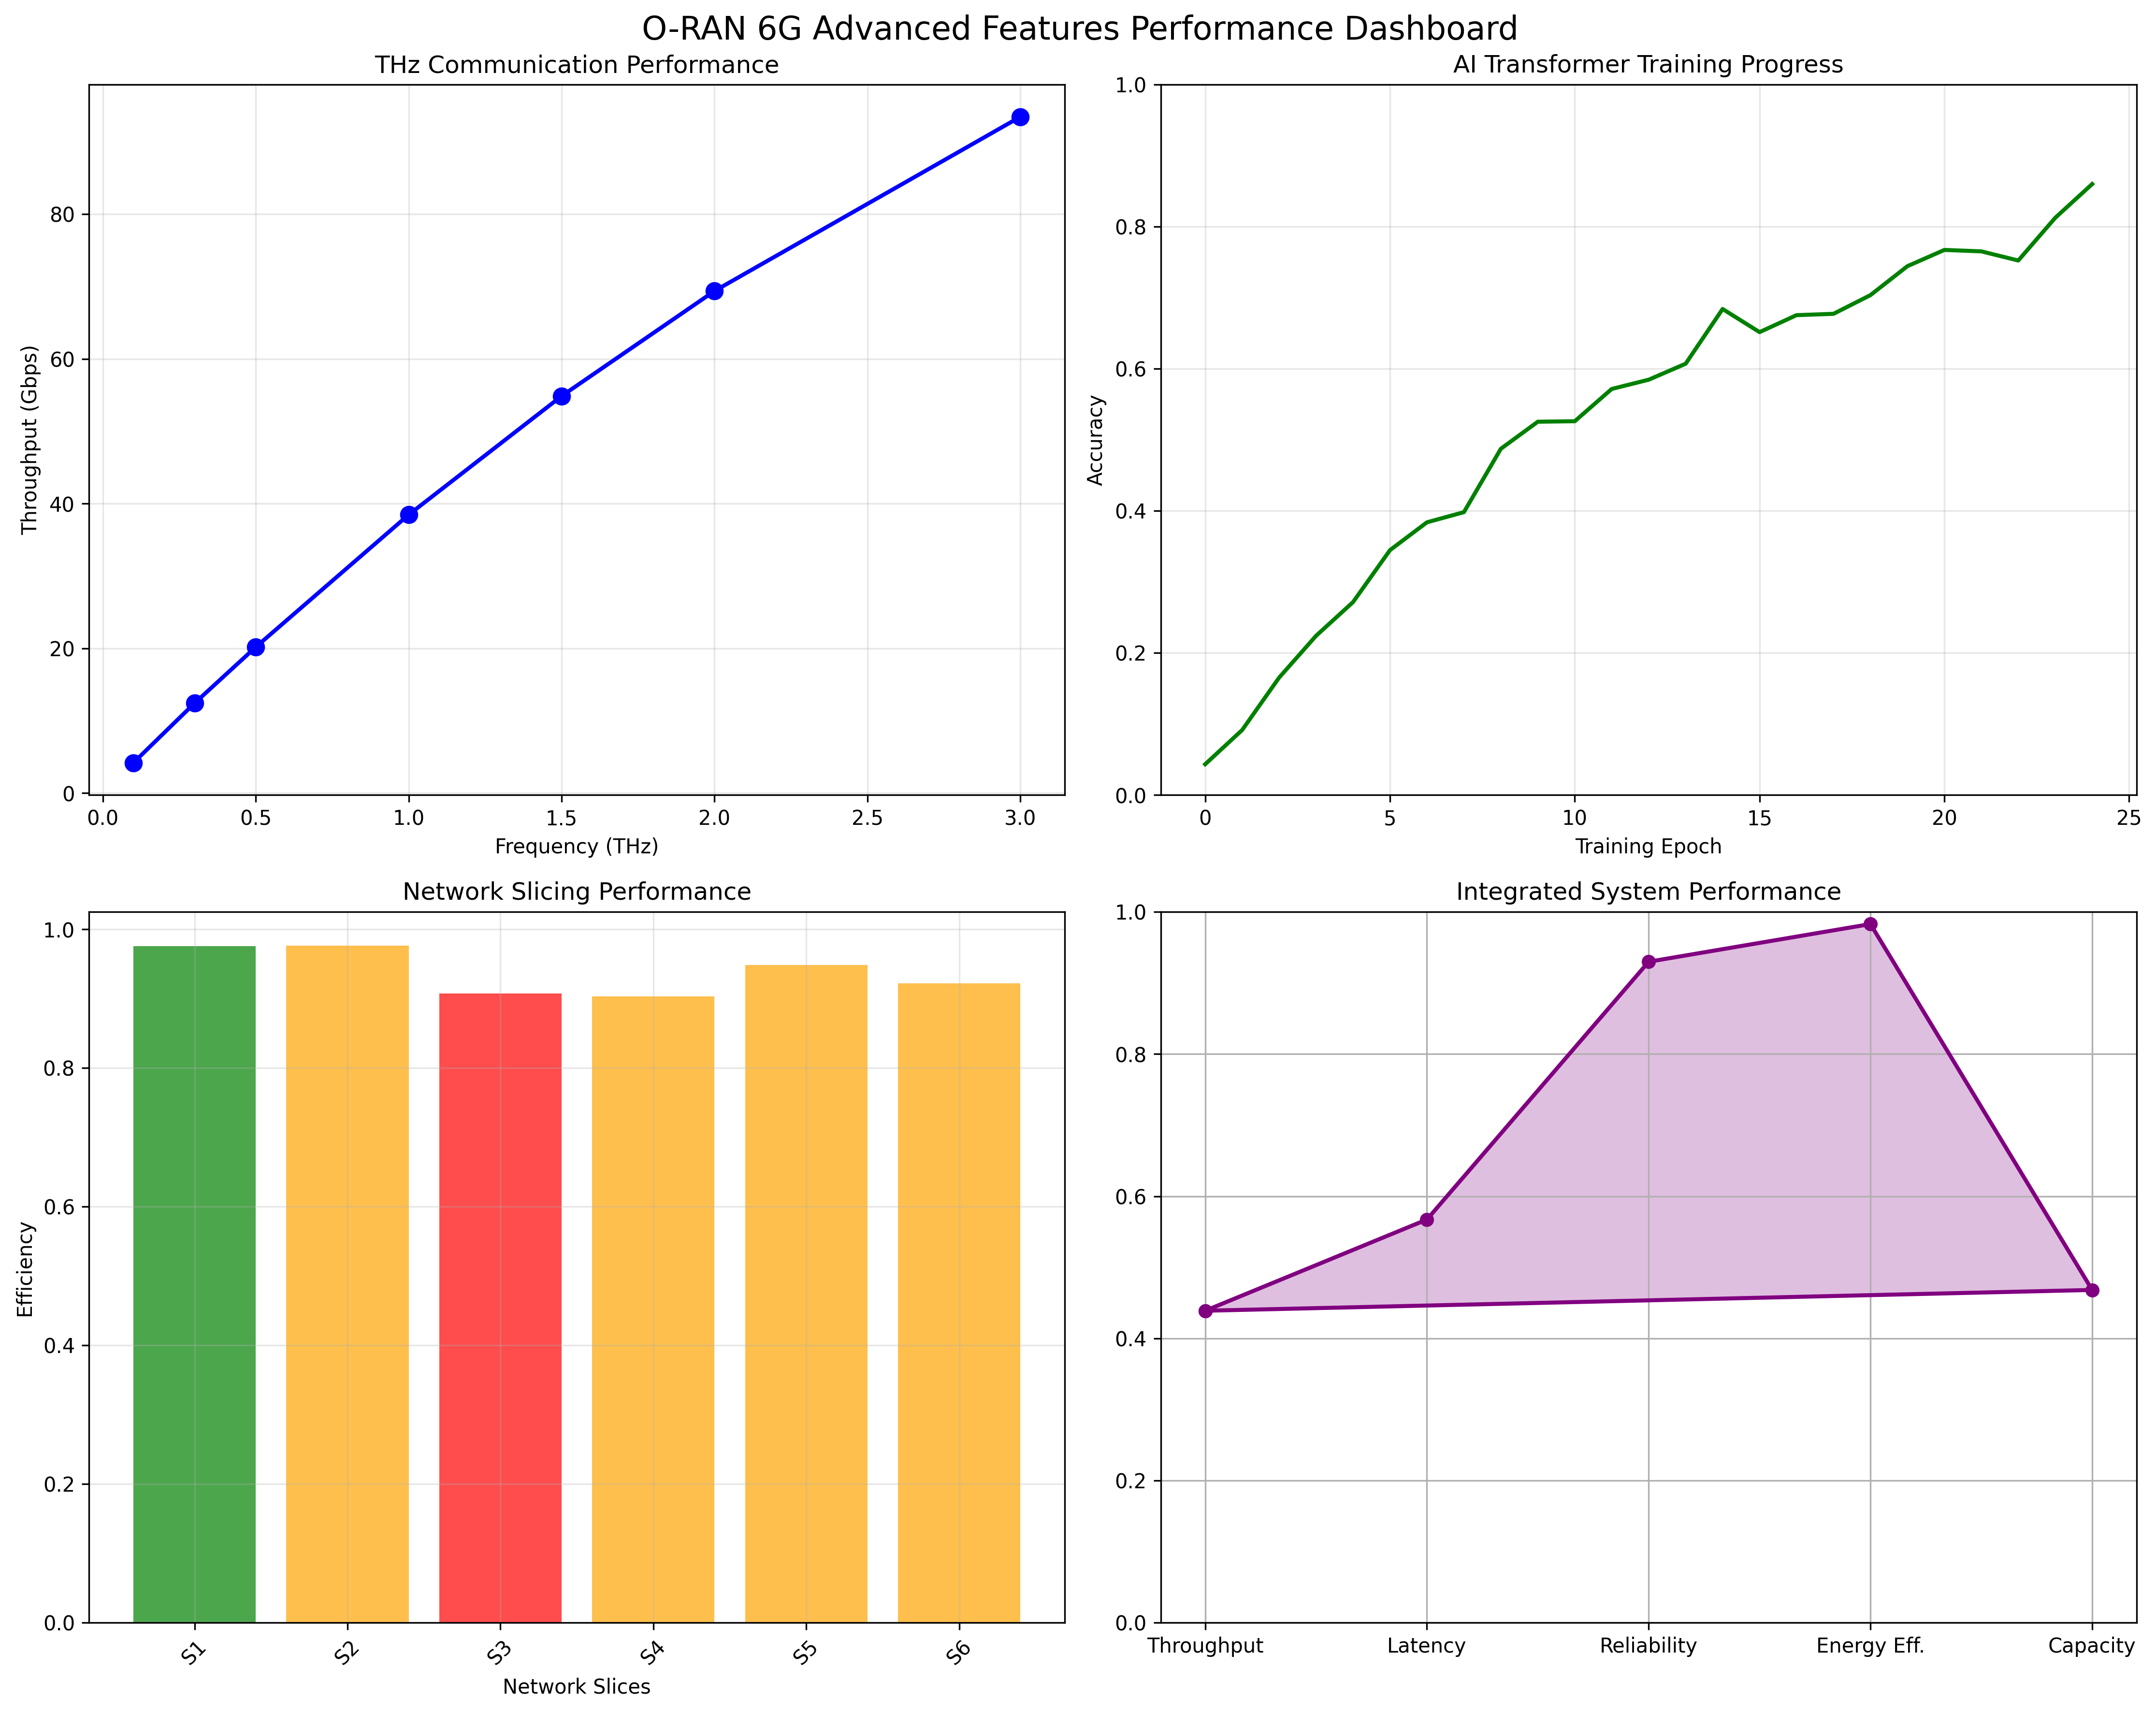 O-RAN 6G Advanced Features Performance Dashboard
THz Communication Performance
80
60
40
20
0
Throughput (Gbps)
0.0 0.5 1.0 1.5 2.0 2.5 3.0
Frequency (THz)
AI Transformer Training Progress
1.0
0.8
0.6
0.4
0.2
0.0
Accuracy
0 5 10 15 20 25
Training Epoch
Network Slicing Performance
1.0
0.8
0.6
0.4
0.2
0.0
Efficiency
S1 S2 S3 S4 S5 S6
Network Slices
Integrated System Performance
1.0
0.8
0.6
0.4
0.2
0.0
Throughput Latency Reliability Energy Eff. Capacity